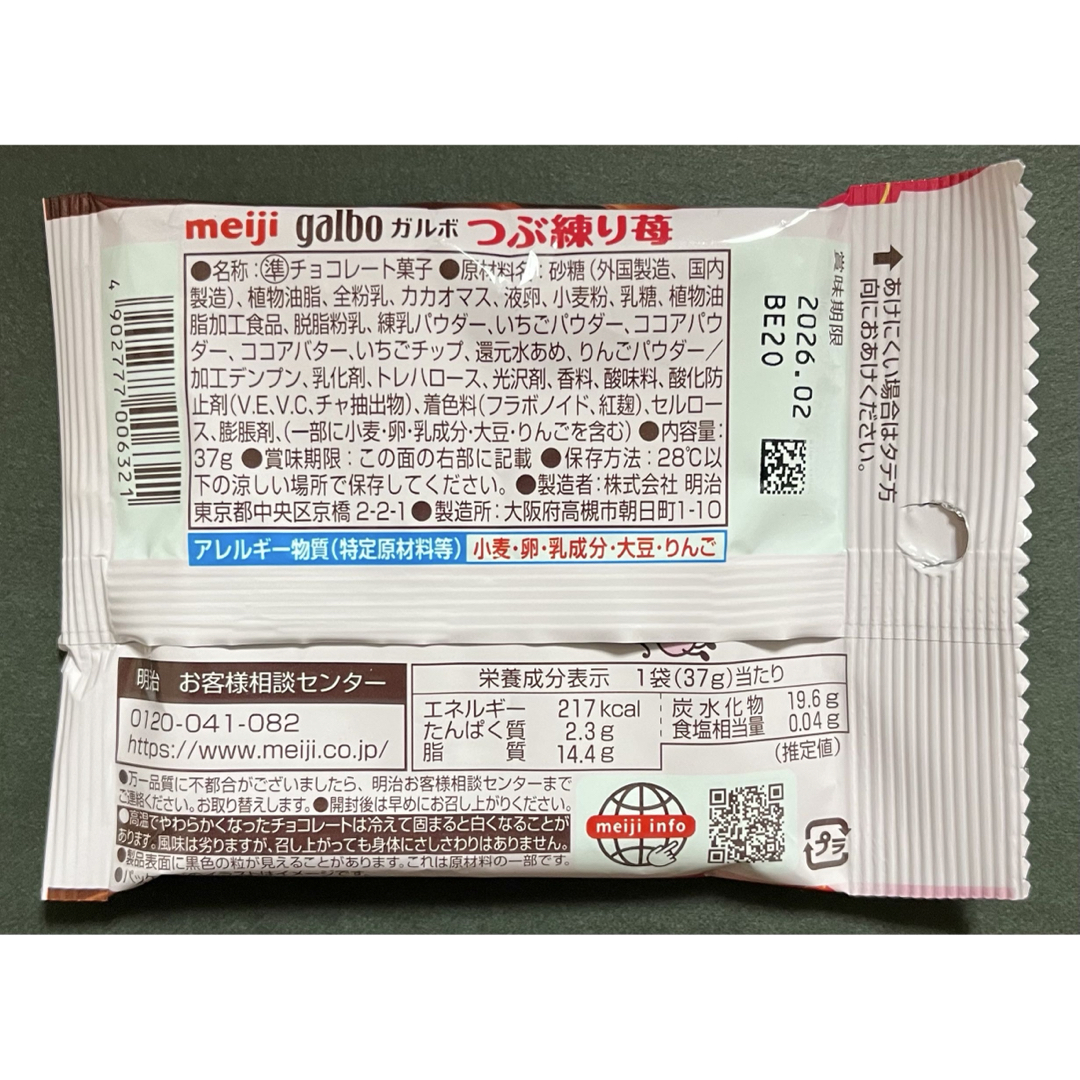 meiji galbo ガルボ つぶ練り苺
●名称:準チョコレート菓子 ●原材料名:砂糖(外国製造、国内
製造)、植物油脂、全粉乳、カカオマス、液卵、小麦粉、乳糖、植物油
脂加工食品、脱脂粉乳、練乳パウダー、いちごパウダー、ココアパウ
ダー、ココアバター、いちごチップ、還元水あめ、りんごパウダー/
加工デンプン、乳化剤、トレハロース、光沢剤、香料、酸味料、酸化防
止剤(V.E、V.C、チャ抽出物)、着色料(フラボノイド、紅麹)、セルロー
ス、膨脹剤、(一部に小麦・卵・乳成分・大豆・りんごを含む) ●内容量:
37g ●賞味期限:この面の右部に記載 ●保存方法:28℃以
下の涼しい場所で保存してください。●製造者:株式会社 明治
東京都中央区京橋2-2-1●製造所:大阪府高槻市朝日町1-10
アレルギー物質(特定原材料等) 小麦・卵・乳成分・大豆・りんご
4 902777 006321
賞味期限
2026.02
BE20
あけにくい場合はタテ方
向におあけください。
明治 お客様相談センター
0120-041-082
https://www.meiji.co.jp/
栄養成分表示 1袋(37g)当たり
エネルギー 217kcal
たんぱく質 2.3g
脂質 14.4g
炭水化物 19.6g
食塩相当量 0.04g
(推定値)
●万一品質に不都合がございましたら、明治お客様相談センターまで
ご連絡ください。お取り替えします。●開封後は早めにお召し上がりください。
●高温でやわらかくなったチョコレートは冷えて固まると白くなることが
あります。風味は劣りますが、召し上がっても身体にさしさわりはありません。
●製品表面に黒色の粒が見えることがあります。これは原材料の一部です。
meiji info
プラ